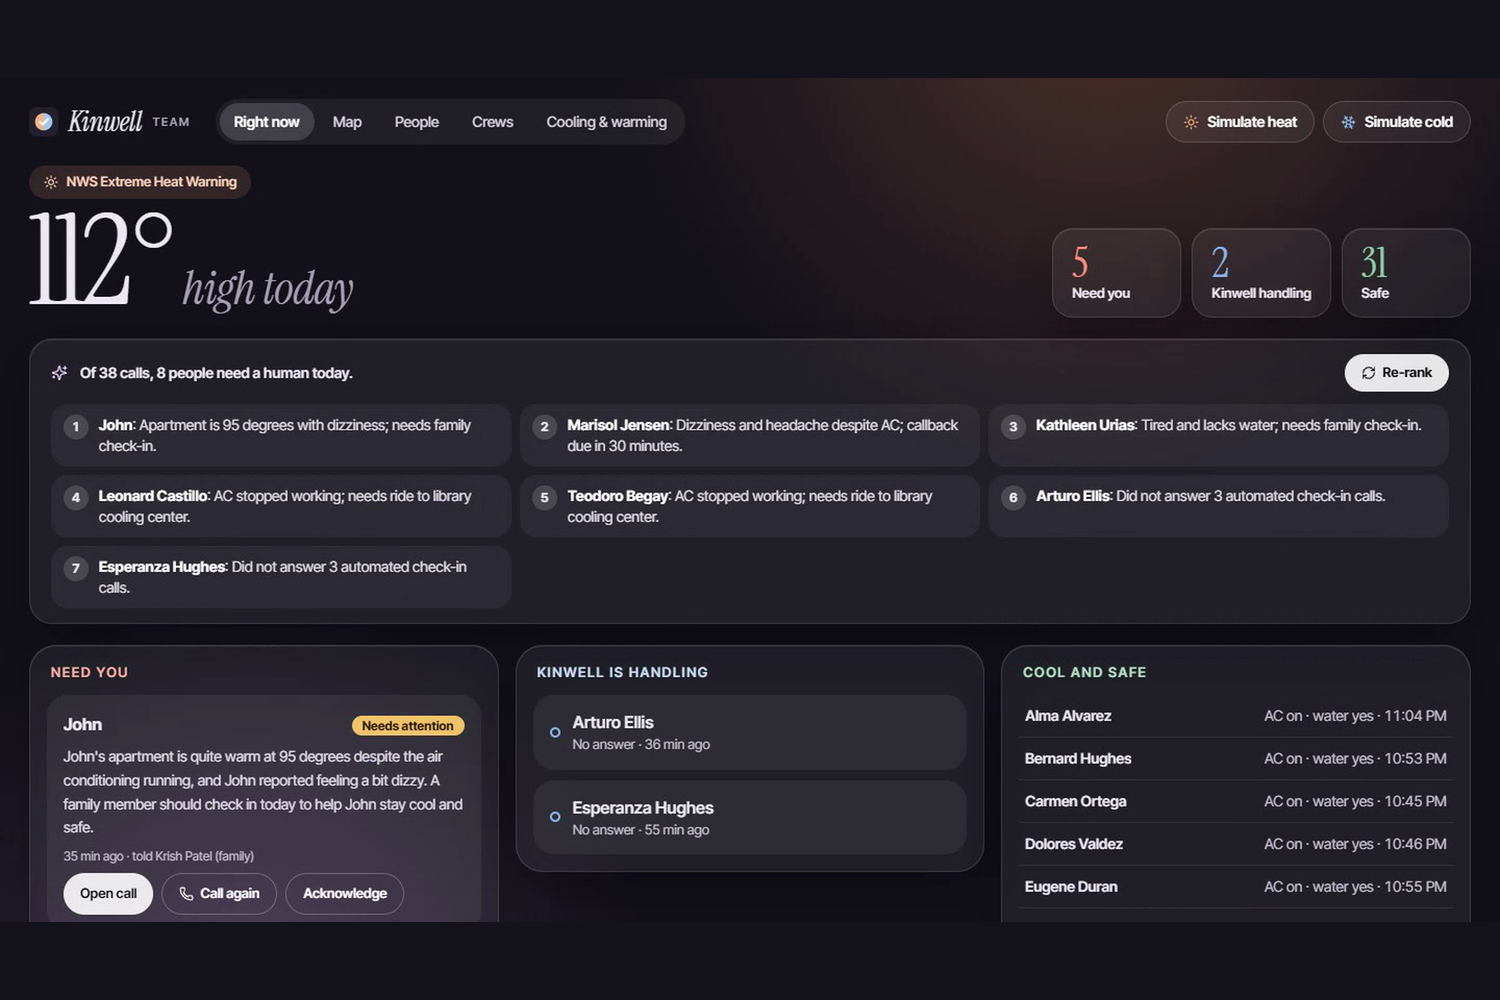 Kinwell TEAM
Right now
Map
People
Crews
Cooling & warming
Simulate heat
Simulate cold
NWS Extreme Heat Warning
112° high today
5
Need you
2
Kinwell handling
31
Safe
Of 38 calls, 8 people need a human today.
Re-rank
1
John: Apartment is 95 degrees with dizziness; needs family
check-in.
2
Marisol Jensen: Dizziness and headache despite AC; callback
due in 30 minutes.
3
Kathleen Urias: Tired and lacks water; needs family check-in.
4
Leonard Castillo: AC stopped working; needs ride to library
cooling center.
5
Teodoro Begay: AC stopped working; needs ride to library
cooling center.
6
Arturo Ellis: Did not answer 3 automated check-in calls.
7
Esperanza Hughes: Did not answer 3 automated check-in
calls.
NEED YOU
John
Needs attention
John's apartment is quite warm at 95 degrees despite the air
conditioning running, and John reported feeling a bit dizzy. A
family member should check in today to help John stay cool and
safe.
35 min ago · told Krish Patel (family)
Open call
Call again
Acknowledge
KINWELL IS HANDLING
Arturo Ellis
No answer · 36 min ago
Esperanza Hughes
No answer · 55 min ago
COOL AND SAFE
Alma Alvarez AC on · water yes · 11:04 PM
Bernard Hughes AC on · water yes · 10:53 PM
Carmen Ortega AC on · water yes · 10:45 PM
Dolores Valdez AC on · water yes · 10:46 PM
Eugene Duran AC on · water yes · 10:55 PM